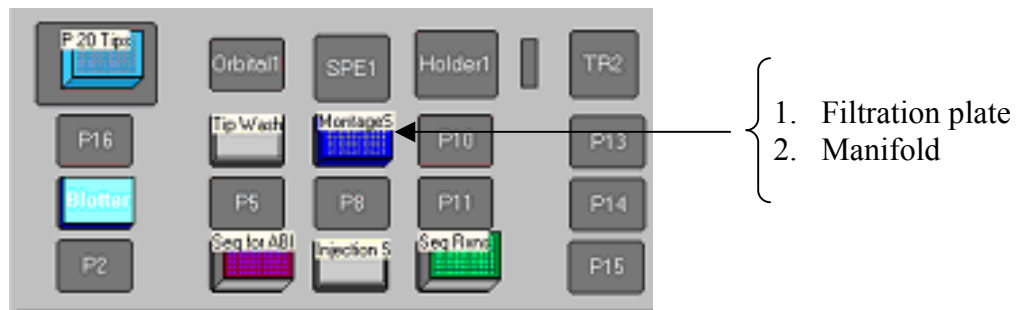 P 20 Tips
Orbital1
SPE1
Holder1
TR2
P16
Tip Wash
MontageS
P10
P13
1. Filtration plate
2. Manifold
Blotter
P5
P8
P11
P14
P2
Seq for ABI
Injection S
Seq Rxns
P15